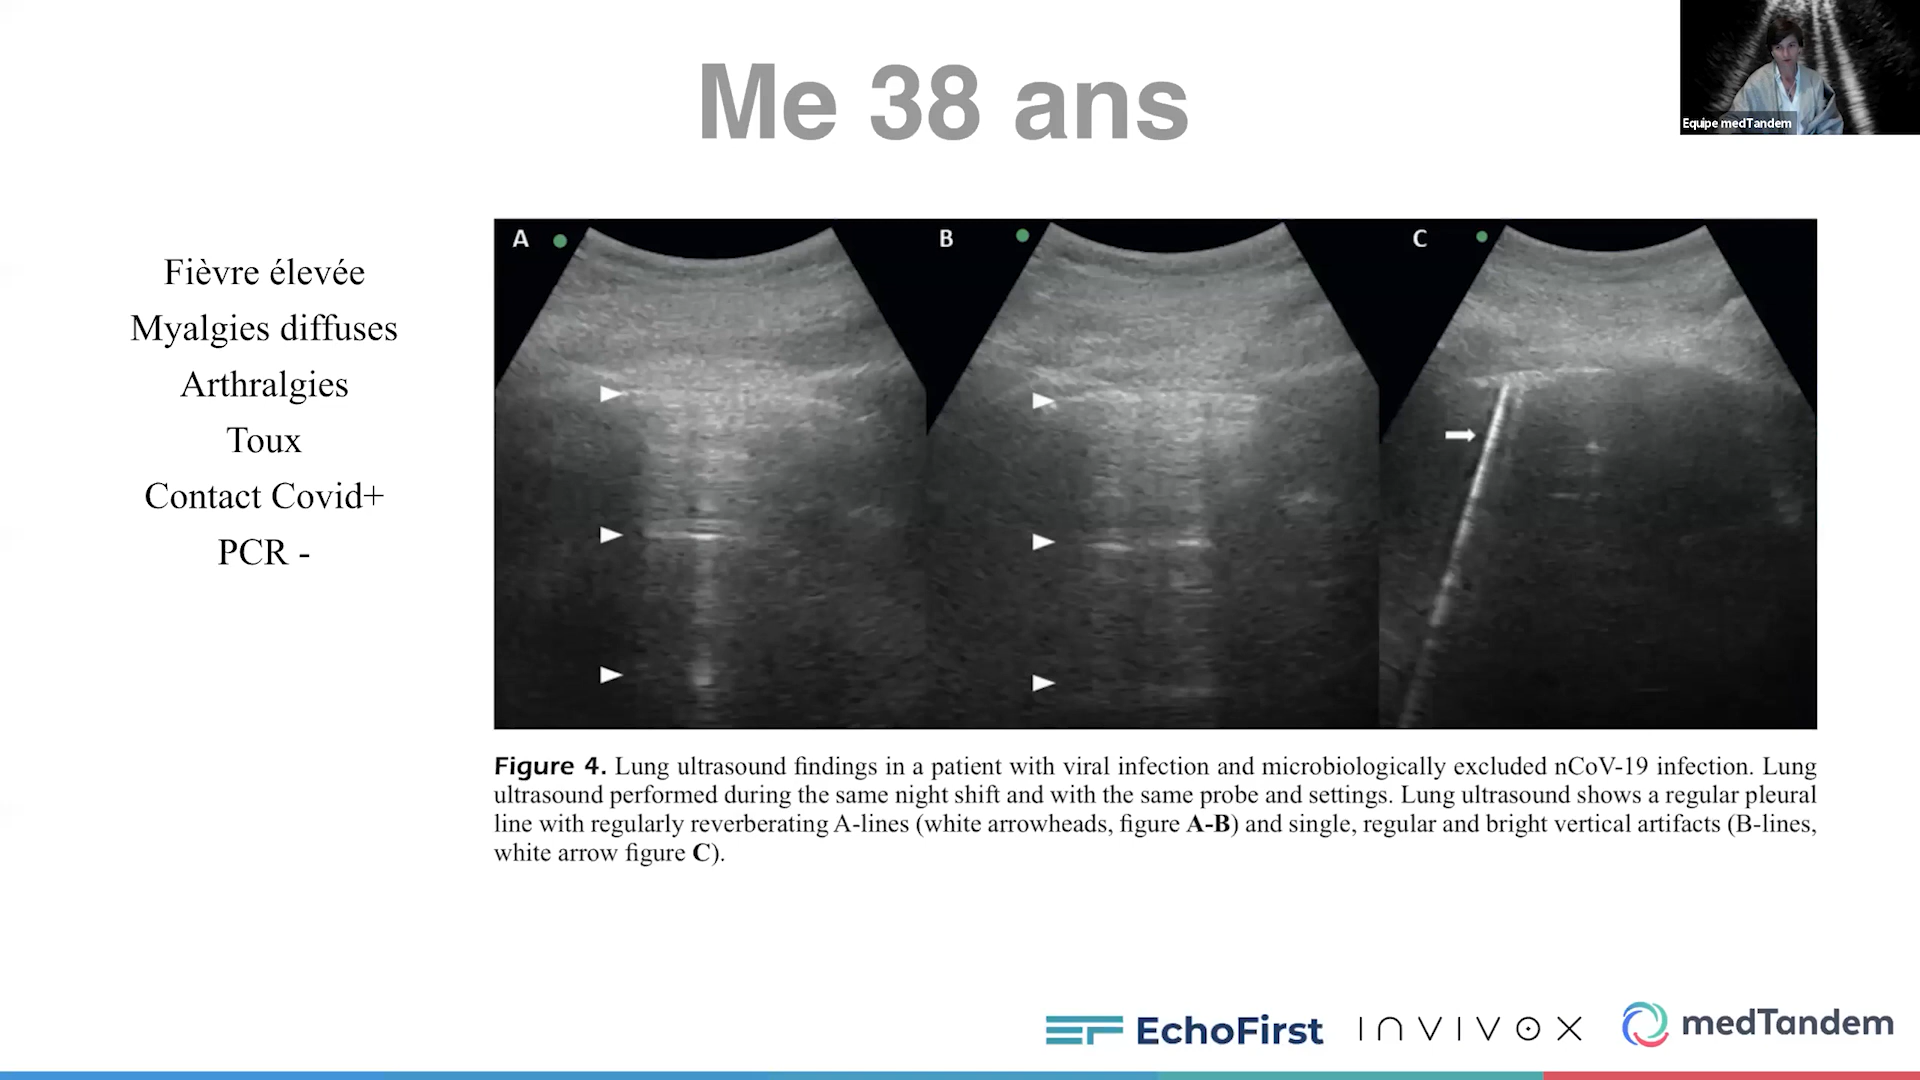 Me 38 ans
Equipe medTandem
Fièvre élevée
Myalgies diffuses
Arthralgies
Toux
Contact Covid+
PCR -
A
B
C
Figure 4. Lung ultrasound findings in a patient with viral infection and microbiologically excluded nCoV-19 infection. Lung
ultrasound performed during the same night shift and with the same probe and settings. Lung ultrasound shows a regular pleural
line with regularly reverberating A-lines (white arrowheads, figure A-B) and single, regular and bright vertical artifacts (B-lines,
white arrow figure C).
EchoFirst
INVIVOX
medTandem